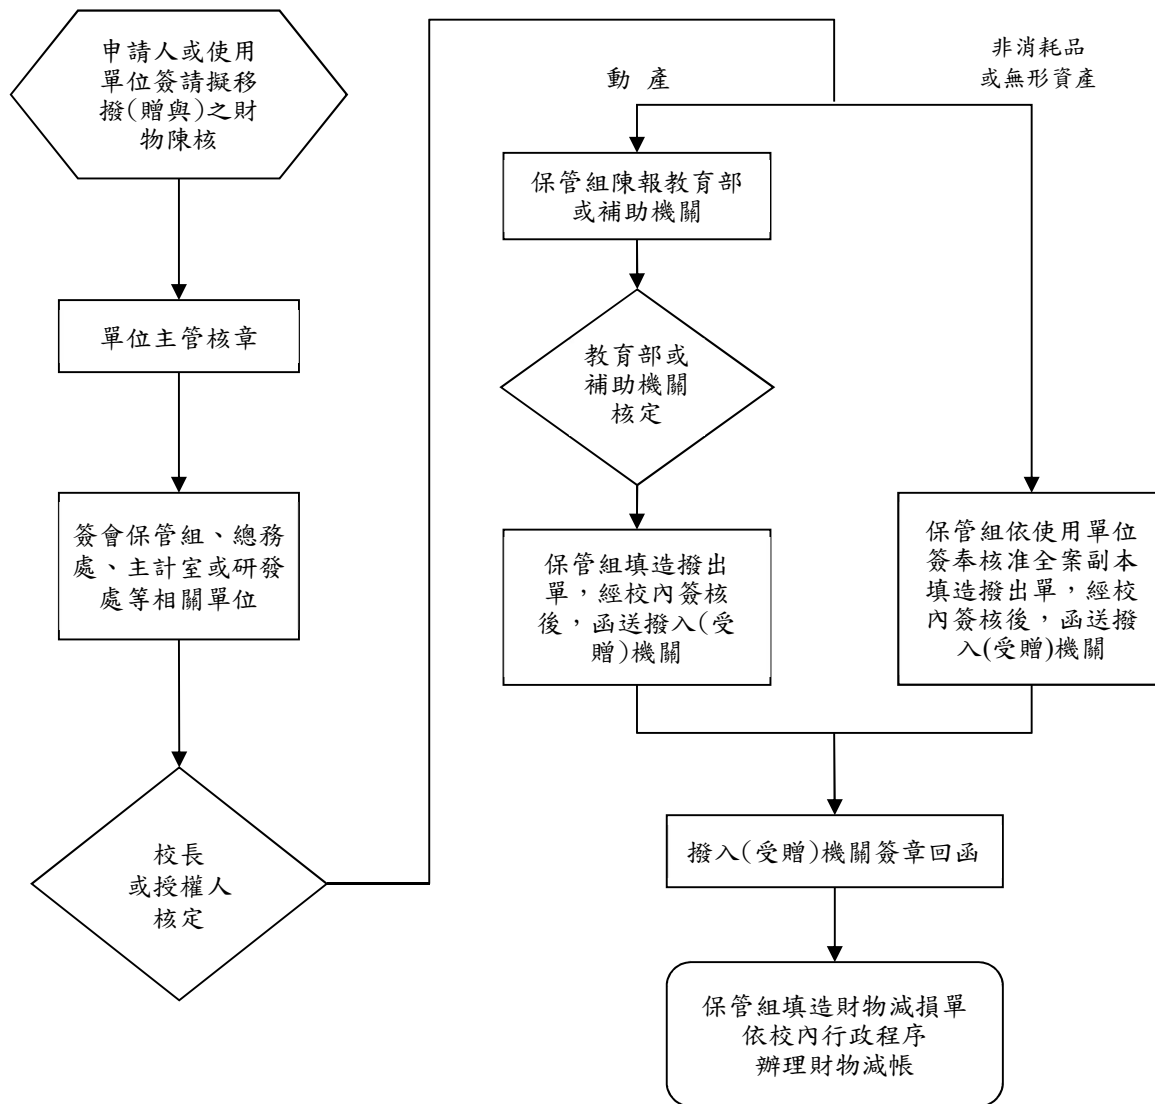 申請人或使用
單位簽請擬移
撥(贈與)之財
物陳核
單位主管核章
簽會保管組、總務
處、主計室或研發
處等相關單位
校長
或授權人
核定
動 產
保管組陳報教育部
或補助機關
教育部或
補助機關
核定
保管組填造撥出
單，經校內簽核
後，函送撥入(受
贈)機關
非消耗品
或無形資產
保管組依使用單位
簽奉核准全案副本
填造撥出單，經校
內簽核後，函送撥
入(受贈)機關
撥入(受贈)機關簽章回函
保管組填造財物減損單
依校內行政程序
辦理財物減帳